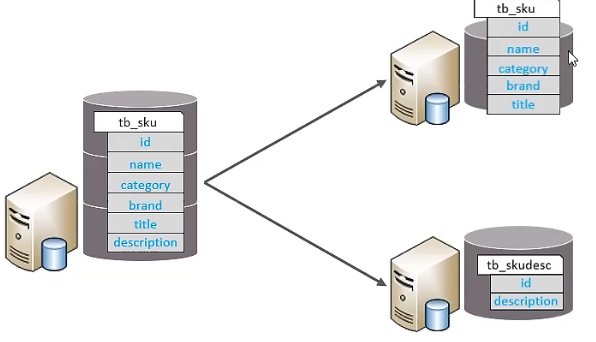 tb_sku
id
name
category
brand
title
description
tb_sku
id
name
category
brand
title
tb_skudesc
id
description